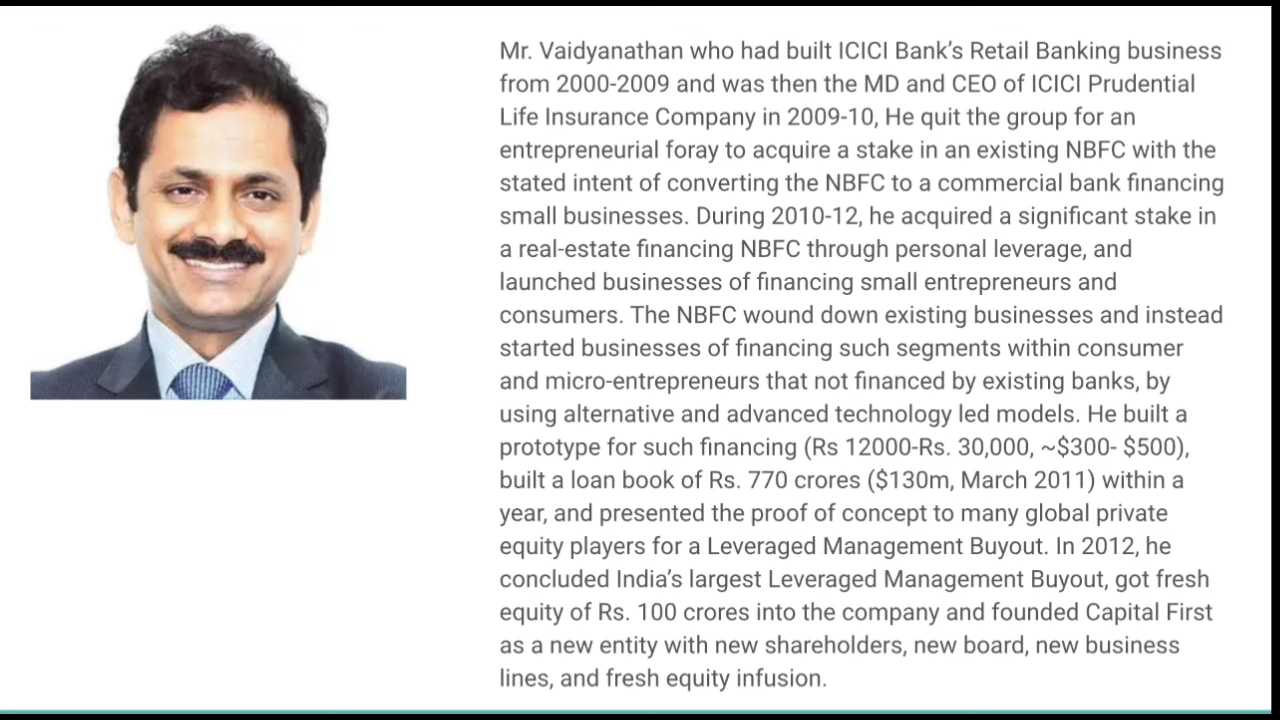 Mr. Vaidyanathan who had built ICICI Bank’s Retail Banking business
from 2000-2009 and was then the MD and CEO of ICICI Prudential
Life Insurance Company in 2009-10, He quit the group for an
entrepreneurial foray to acquire a stake in an existing NBFC with the
stated intent of converting the NBFC to a commercial bank financing
small businesses. During 2010-12, he acquired a significant stake in
a real-estate financing NBFC through personal leverage, and
launched businesses of financing small entrepreneurs and
consumers. The NBFC wound down existing businesses and instead
started businesses of financing such segments within consumer
and micro-entrepreneurs that not financed by existing banks, by
using alternative and advanced technology led models. He built a
prototype for such financing (Rs 12000-Rs. 30,000, ~$300- $500),
built a loan book of Rs. 770 crores ($130m, March 2011) within a
year, and presented the proof of concept to many global private
equity players for a Leveraged Management Buyout. In 2012, he
concluded India’s largest Leveraged Management Buyout, got fresh
equity of Rs. 100 crores into the company and founded Capital First
as a new entity with new shareholders, new board, new business
lines, and fresh equity infusion.